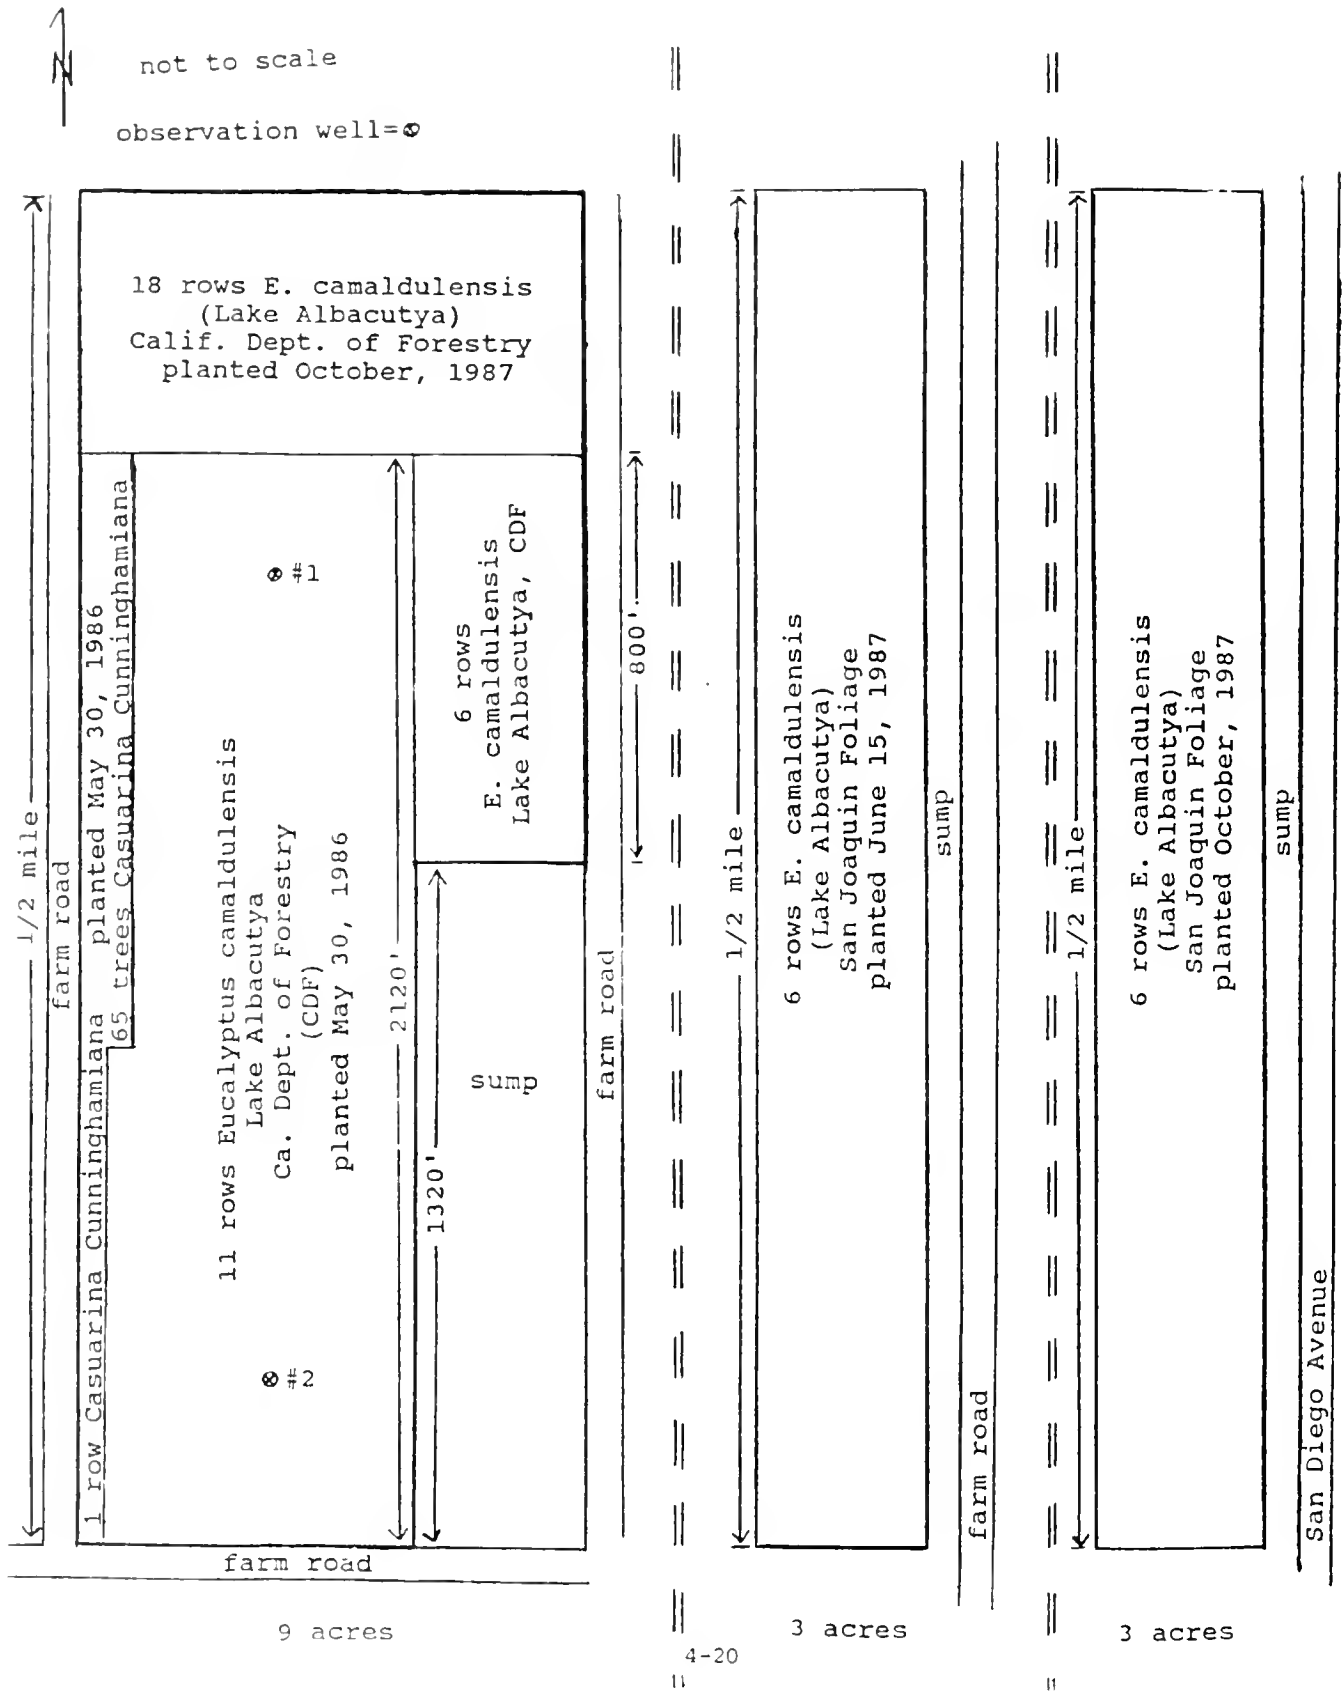 N
not to scale
observation well=⊗
18 rows E. camaldulensis
(Lake Albacutya)
Calif. Dept. of Forestry
planted October, 1987
1/2 mile
farm road
1 row Casuarina Cunninghamiana planted May 30, 1986
65 trees Casuarina Cunninghamiana
#1
11 rows Eucalyptus camaldulensis
Lake Albacutya
Ca. Dept. of Forestry
(CDF)
planted May 30, 1986
#2
2120'
6 rows
E. camaldulensis
Lake Albacutya, CDF
800'
1320'
sump
farm road
farm road
9 acres
1/2 mile
6 rows E. camaldulensis
(Lake Albacutya)
San Joaquin Foliage
planted June 15, 1987
sump
farm road
3 acres
1/2 mile
6 rows E. camaldulensis
(Lake Albacutya)
San Joaquin Foliage
planted October, 1987
sump
San Diego Avenue
3 acres
4-20